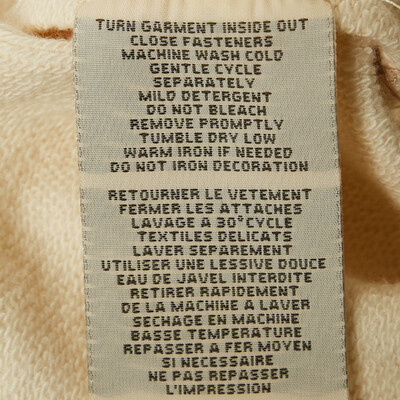 TURN GARMENT INSIDE OUT
CLOSE FASTENERS
MACHINE WASH COLD
GENTLE CYCLE
SEPARATELY
MILD DETERGENT
DO NOT BLEACH
REMOVE PROMPTLY
TUMBLE DRY LOW
WARM IRON IF NEEDED
DO NOT IRON DECORATION
RETOURNER LE VETEMENT
FERMER LES ATTACHES
LAVAGE A 30° CYCLE
TEXTILES DELICATS
LAVER SEPAREMENT
UTILISER UNE LESSIVE DOUCE
EAU DE JAVEL INTERDITE
RETIRER RAPIDEMENT
DE LA MACHINE A LAVER
SECHAGE EN MACHINE
BASSE TEMPERATURE
REPASSER A FER MOYEN
SI NECESSAIRE
NE PAS REPASSER
L'IMPRESSION